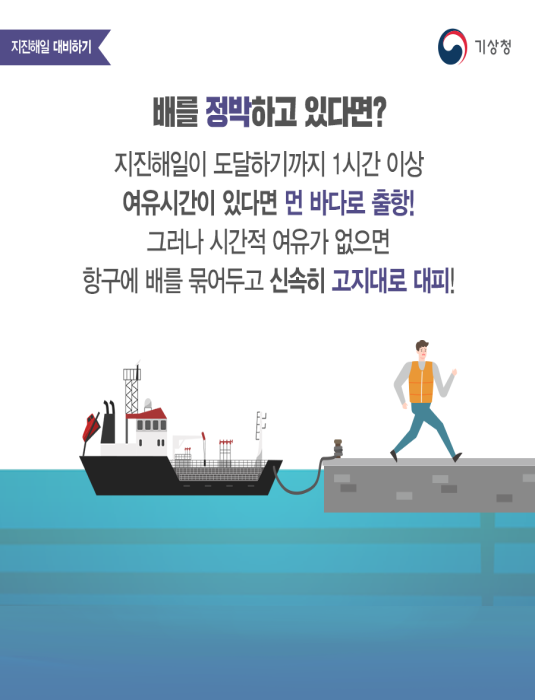 지진해일 대비하기
기상청
배를 정박하고 있다면?
지진해일이 도달하기까지 1시간 이상
여유시간이 있다면 먼 바다로 출항!
그러나 시간적 여유가 없으면
항구에 배를 묶어두고 신속히 고지대로 대피!